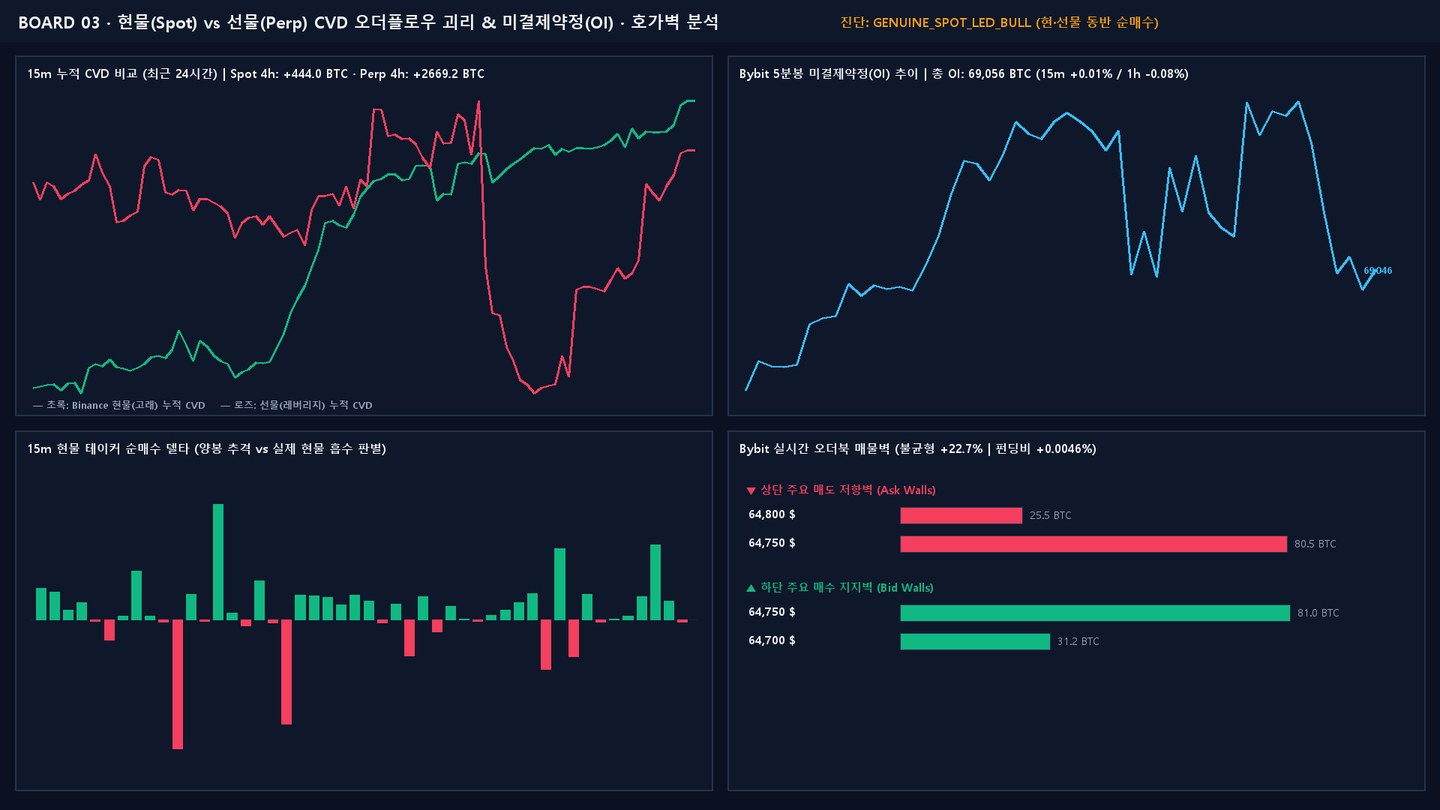 BOARD 03 · 현물(Spot) vs 선물(Perp) CVD 오더플로우 괴리 & 미결제약정(OI) · 호가벽 분석
진단: GENUINE_SPOT_LED_BULL (현·선물 동반 순매수)
15m 누적 CVD 비교 (최근 24시간) | Spot 4h: +444.0 BTC · Perp 4h: +2669.2 BTC
— 초록: Binance 현물(고래) 누적 CVD — 로즈: 선물(레버리지) 누적 CVD
Bybit 5분봉 미결제약정(OI) 추이 | 총 OI: 69,056 BTC (15m +0.01% / 1h -0.08%)
69,046
15m 현물 테이커 순매수 델타 (양봉 추격 vs 실제 현물 흡수 판별)
Bybit 실시간 오더북 매물벽 (불균형 +22.7% | 펀딩비 +0.0046%)
▼ 상단 주요 매도 저항벽 (Ask Walls)
64,800 $ 25.5 BTC
64,750 $ 80.5 BTC
▲ 하단 주요 매수 지지벽 (Bid Walls)
64,750 $ 81.0 BTC
64,700 $ 31.2 BTC